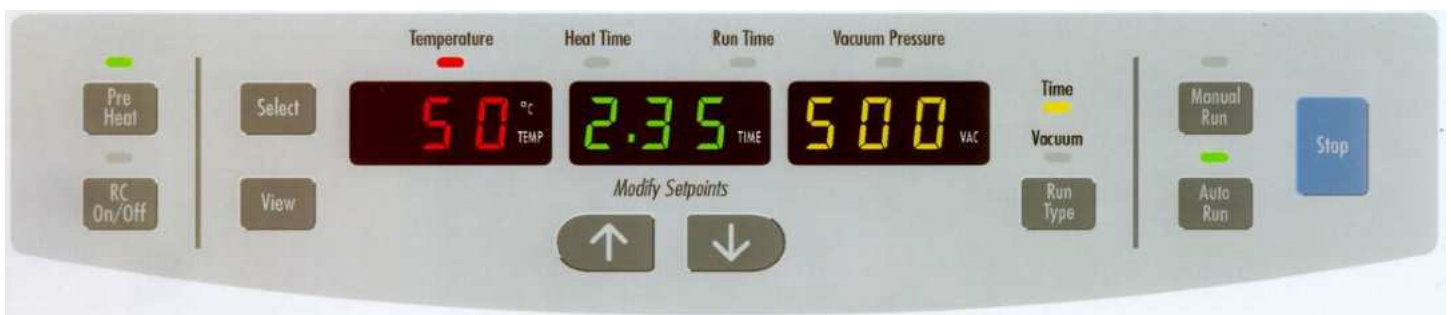 Temperature
Heat Time
Run Time
Vacuum Pressure
Pre
Heat
Select
50 °C TEMP
2.35 TIME
500 VAC
Time
Vacuum
Manual
Run
Stop
RC
On/Off
View
Modify Setpoints
Run
Type
Auto
Run